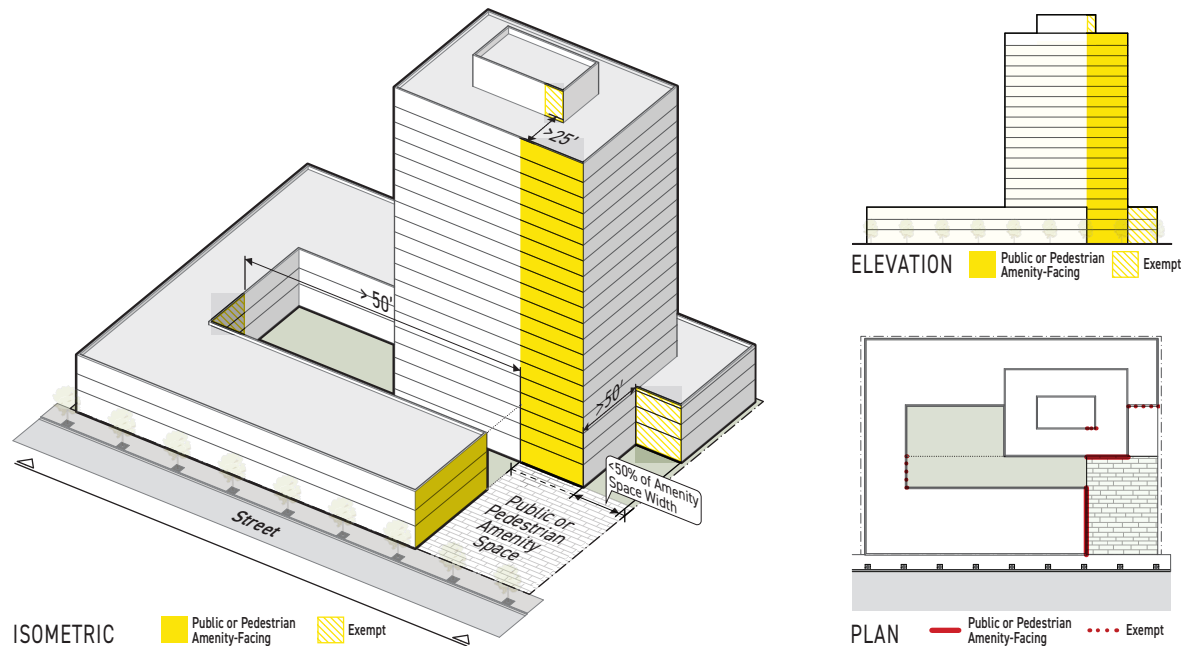 >25'
> 50'
>50'
<50% of Amenity
Space Width
Public or
Pedestrian
Amenity
Space
Street
ISOMETRIC
Public or Pedestrian
Amenity-Facing
Exempt
ELEVATION
Public or Pedestrian
Amenity-Facing
Exempt
PLAN
Public or Pedestrian
Amenity-Facing
Exempt